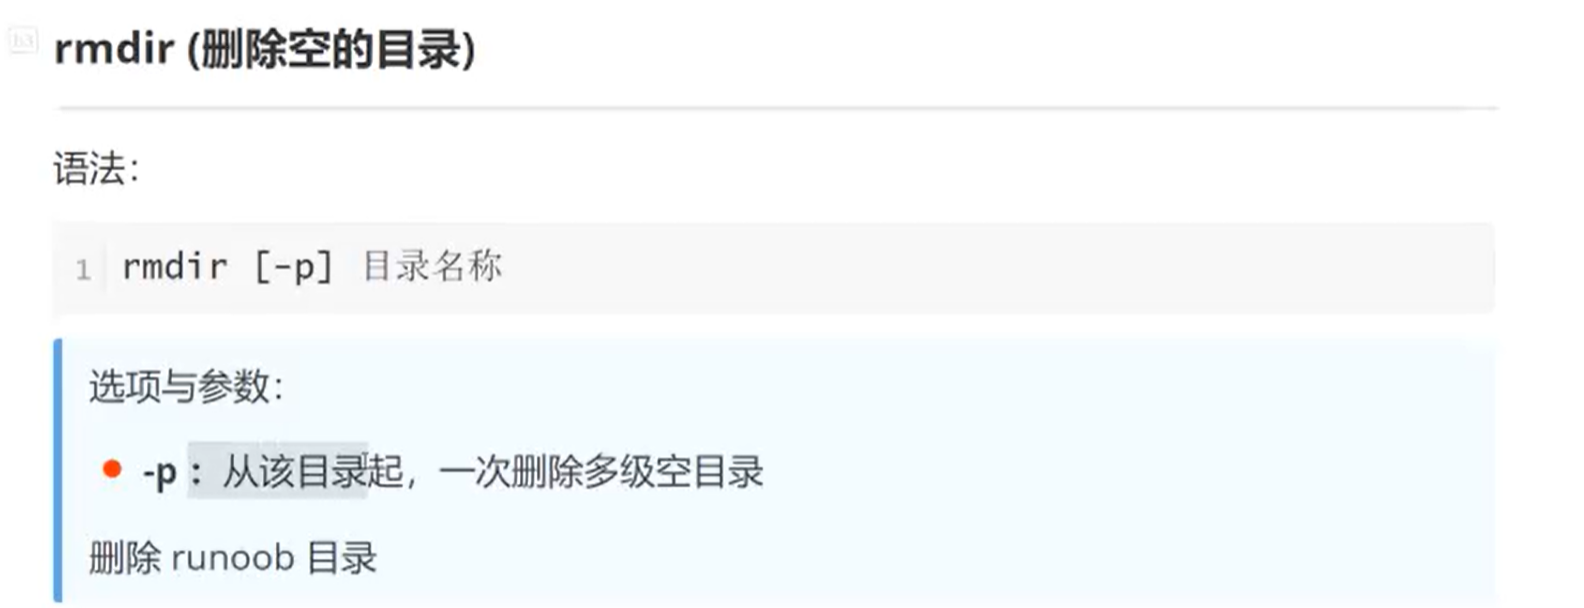 h3
rmdir (删除空的目录)
语法：
1 rmdir [-p] 目录名称
选项与参数：
-p ：从该目录起，一次删除多级空目录
删除 runoob 目录